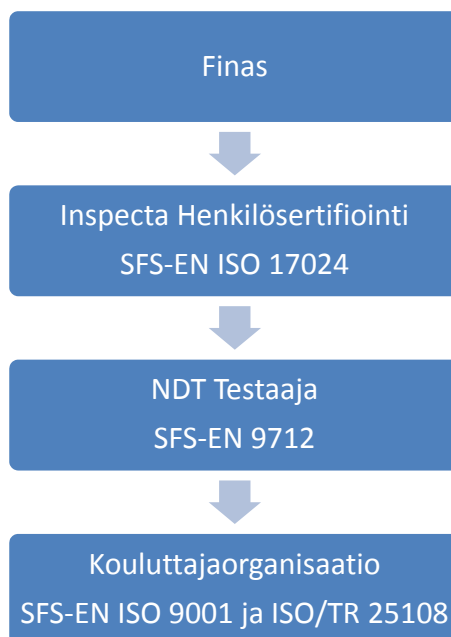 Finas
Inspecta Henkilösertifiointi
SFS-EN ISO 17024
NDT Testaaja
SFS-EN 9712
Kouluttajaorganisaatio
SFS-EN ISO 9001 ja ISO/TR 25108